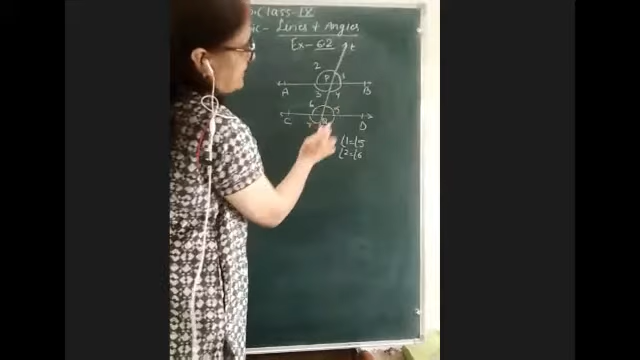 Class-IX
Lines & Angles
Ex-6.2
t
2
P 1
A 3 4 B
6 5
C D
∠1=∠5
∠2=∠6